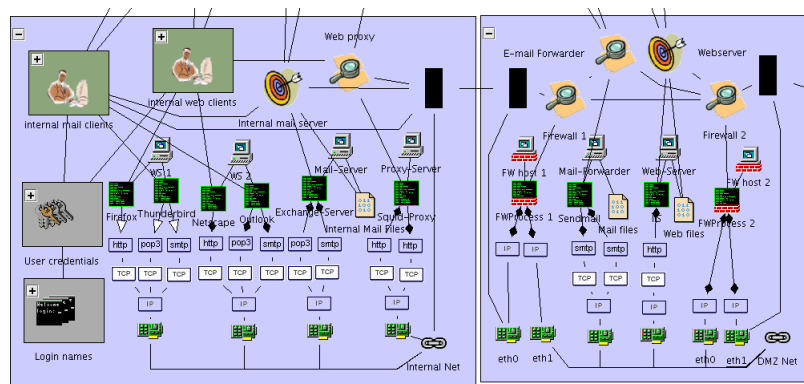 Web proxy
internal mail clients
internal web clients
Internal mail server
WS 1
WS 2
Mail-Server
Proxy-Server
Firefox
Thunderbird
Netscape
Outlook
Exchange-Server
Internal Mail Files
Squid-Proxy
User credentials
http
pop3
smtp
http
pop3
smtp
pop3
smtp
http
http
TCP
TCP
TCP
TCP
TCP
TCP
TCP
TCP
TCP
TCP
IP
IP
IP
IP
Welcome
login:
Login names
Internal Net
E-mail Forwarder
Webserver
Firewall 1
Firewall 2
FW host 1
Mail-Forwarder
Web-Server
FW host 2
FWProcess 1
Sendmail
Mail files
IIS
Web files
FWProcess 2
IP
IP
smtp
smtp
http
TCP
TCP
TCP
IP
IP
IP
IP
eth0
eth1
eth0
eth1
DMZ Net